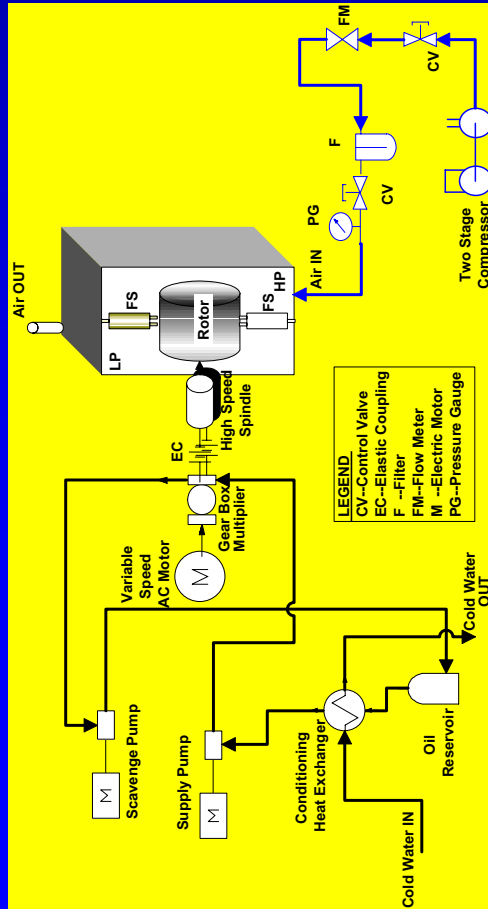 Air OUT
LP
FS
Rotor
FS
HP
Air IN
PG
CV
F
FM
CV
Two Stage
Compressor
EC
High Speed
Spindle
Gear Box
Multiplier
Variable
Speed
AC Motor
M
LEGEND
CV--Control Valve
EC--Elastic Coupling
F --Filter
FM--Flow Meter
M --Electric Motor
PG--Pressure Gauge
M
Scavenge Pump
M
Supply Pump
Conditioning
Heat Exchanger
Oil
Reservoir
Cold Water
OUT
Cold Water IN